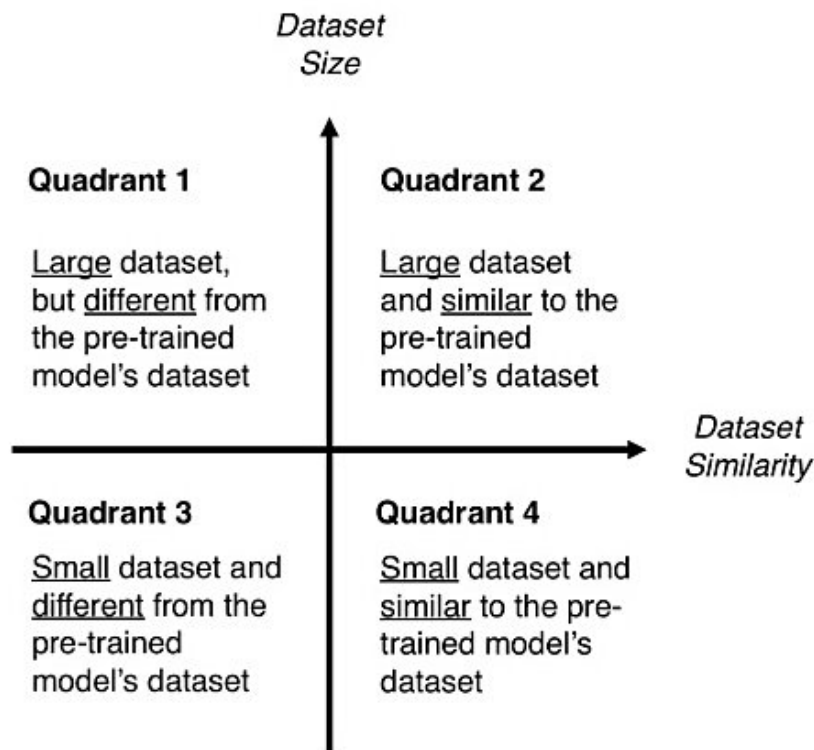 Dataset
Size
Quadrant 1
Large dataset,
but different from
the pre-trained
model's dataset
Quadrant 2
Large dataset
and similar to the
pre-trained
model's dataset
Dataset
Similarity
Quadrant 3
Small dataset and
different from the
pre-trained
model's dataset
Quadrant 4
Small dataset and
similar to the pre-
trained model's
dataset